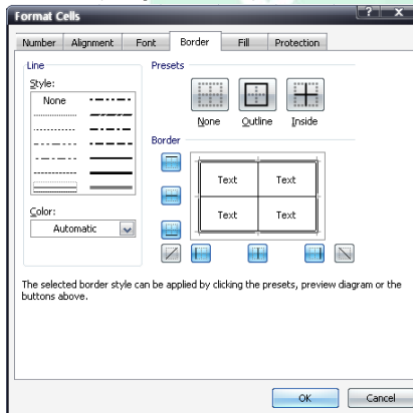 Format Cells
Number Alignment Font Border Fill Protection
Line
Presets
Style:
None
None Outline Inside
Border
Text Text
Text Text
Color:
Automatic
The selected border style can be applied by clicking the presets, preview diagram or the
buttons above.
OK Cancel